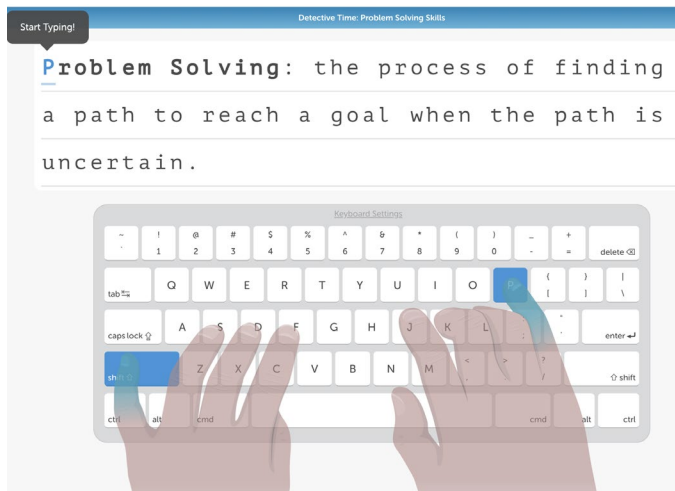 Detective Time: Problem Solving Skills
Start Typing!
Problem Solving: the process of finding
a path to reach a goal when the path is
uncertain.
Keyboard Settings
~ ! @ # $ % ^ & * ( ) _ +
` 1 2 3 4 5 6 7 8 9 0 - = delete
tab Q W E R T Y U I O P { } |
[ ] \
caps lock A S D F G H J K L ; " ' enter
shift Z X C V B N M < , > . ? / shift
ctrl alt cmd cmd alt ctrl